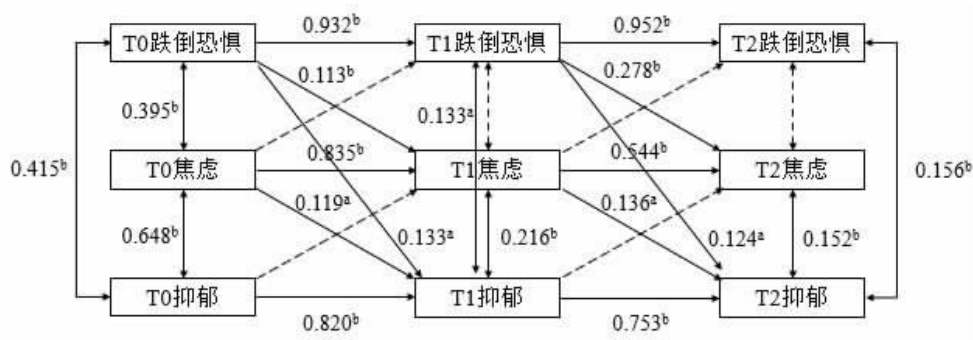 0.932ᵇ 0.952ᵇ
T0跌倒恐惧 T1跌倒恐惧 T2跌倒恐惧
0.113ᵇ 0.278ᵇ
0.395ᵇ 0.133ᵃ
0.415ᵇ T0焦虑 0.835ᵇ T1焦虑 0.544ᵇ T2焦虑 0.156ᵇ
0.119ᵃ 0.136ᵃ
0.648ᵇ 0.133ᵃ 0.216ᵇ 0.124ᵃ 0.152ᵇ
T0抑郁 T1抑郁 T2抑郁
0.820ᵇ 0.753ᵇ